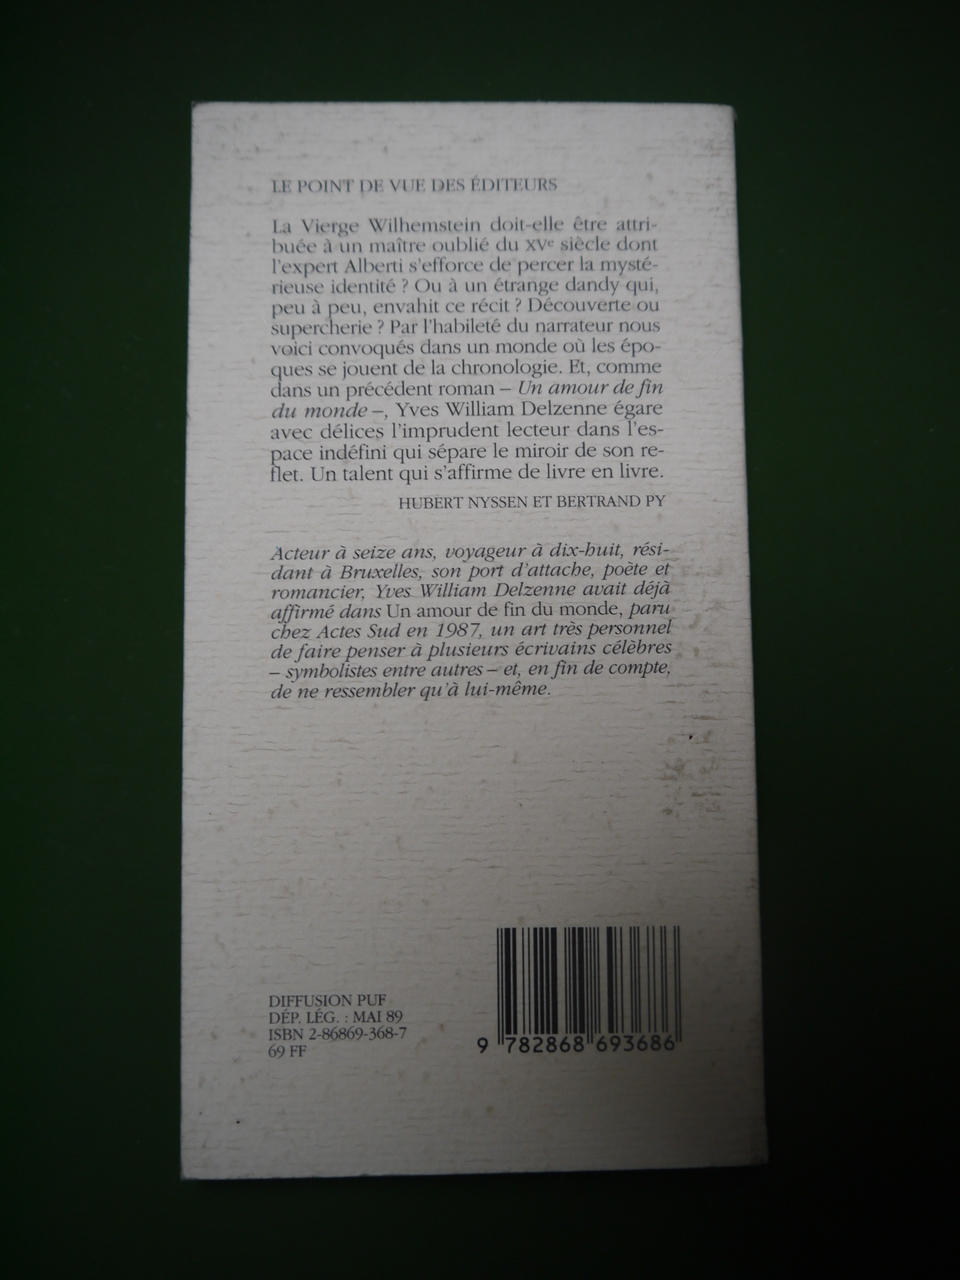 LE POINT DE VUE DES ÉDITEURS
La Vierge Wilhemstein doit-elle être attri-
buée à un maître oublié du XVe siècle dont
l'expert Alberti s'efforce de percer la mysté-
rieuse identité ? Ou à un étrange dandy qui,
peu à peu, envahit ce récit ? Découverte ou
supercherie ? Par l'habileté du narrateur nous
voici convoqués dans un monde où les épo-
ques se jouent de la chronologie. Et, comme
dans un précédent roman – Un amour de fin
du monde –, Yves William Delzenne égare
avec délices l'imprudent lecteur dans l'es-
pace indéfini qui sépare le miroir de son re-
flet. Un talent qui s'affirme de livre en livre.
HUBERT NYSSEN ET BERTRAND PY
Acteur à seize ans, voyageur à dix-huit, rési-
dant à Bruxelles, son port d'attache, poète et
romancier, Yves William Delzenne avait déjà
affirmé dans Un amour de fin du monde, paru
chez Actes Sud en 1987, un art très personnel
de faire penser à plusieurs écrivains célèbres
– symbolistes entre autres – et, en fin de compte,
de ne ressembler qu'à lui-même.
DIFFUSION PUF
DÉP. LÉG. : MAI 89
ISBN 2-86869-368-7
69 FF
9 782868 693686